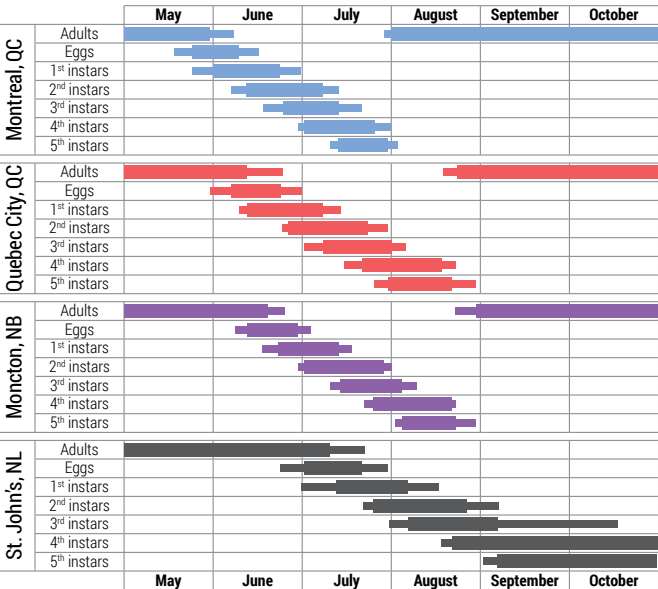 May June July August September October
Montreal, QC
Adults
Eggs
1st instars
2nd instars
3rd instars
4th instars
5th instars
Quebec City, QC
Adults
Eggs
1st instars
2nd instars
3rd instars
4th instars
5th instars
Moncton, NB
Adults
Eggs
1st instars
2nd instars
3rd instars
4th instars
5th instars
St. John's, NL
Adults
Eggs
1st instars
2nd instars
3rd instars
4th instars
5th instars
May June July August September October